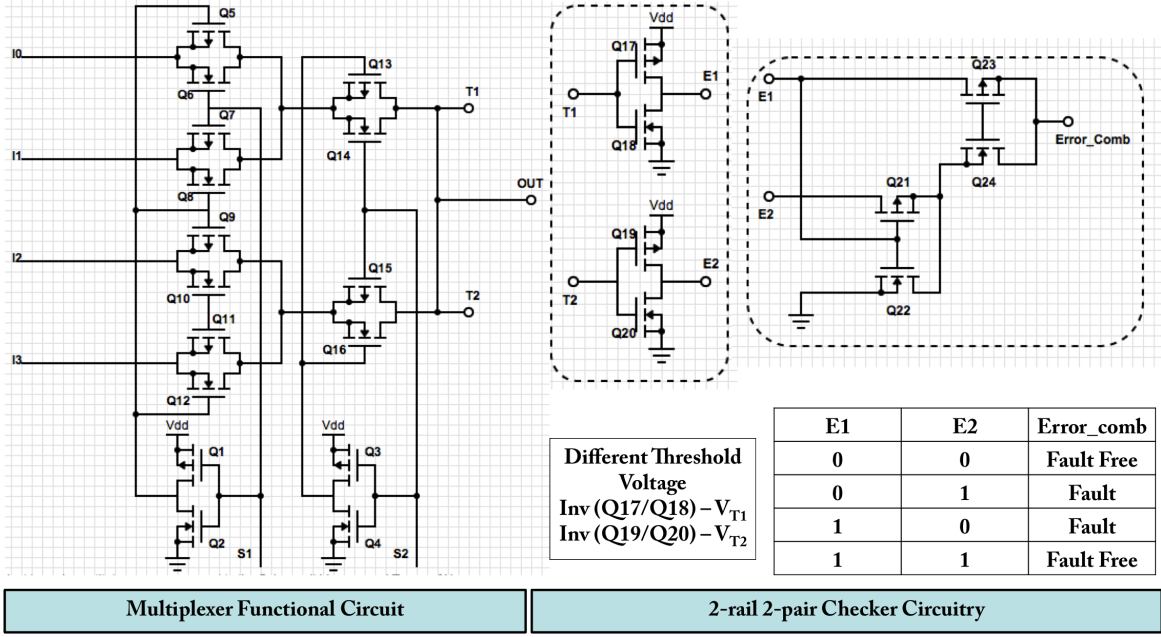 Q5
I0
Q6
Q7
I1
Q8
Q9
I2
Q10
Q11
I3
Q12
Vdd
Q1
Q2
S1
Q13
Q14
T1
OUT
Q15
T2
Q16
Vdd
Q3
Q4
S2
Vdd
Q17
E1
T1
Q18
Vdd
Q19
E2
T2
Q20
Q23
E1
Error_Comb
Q21
Q24
E2
Q22
Different Threshold
Voltage
Inv (Q17/Q18) – VT1
Inv (Q19/Q20) – VT2
E1 E2 Error_comb
0 0 Fault Free
0 1 Fault
1 0 Fault
1 1 Fault Free
Multiplexer Functional Circuit
2-rail 2-pair Checker Circuitry